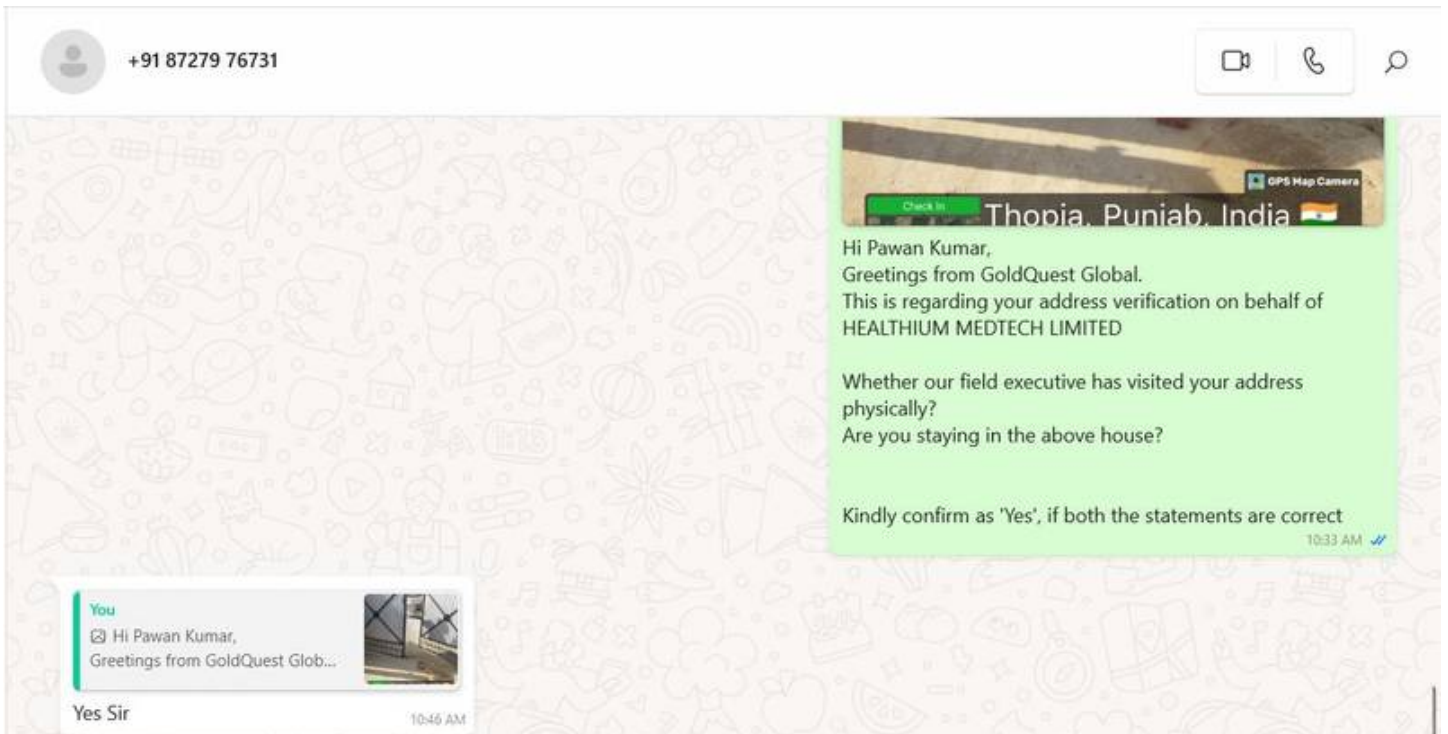 +91 87279 76731
GPS Map Camera
Check In
Thopia, Punjab, India
Hi Pawan Kumar,
Greetings from GoldQuest Global.
This is regarding your address verification on behalf of
HEALTHIUM MEDTECH LIMITED
Whether our field executive has visited your address
physically?
Are you staying in the above house?
Kindly confirm as 'Yes', if both the statements are correct
10:33 AM
You
Hi Pawan Kumar,
Greetings from GoldQuest Glob...
Yes Sir
10:46 AM